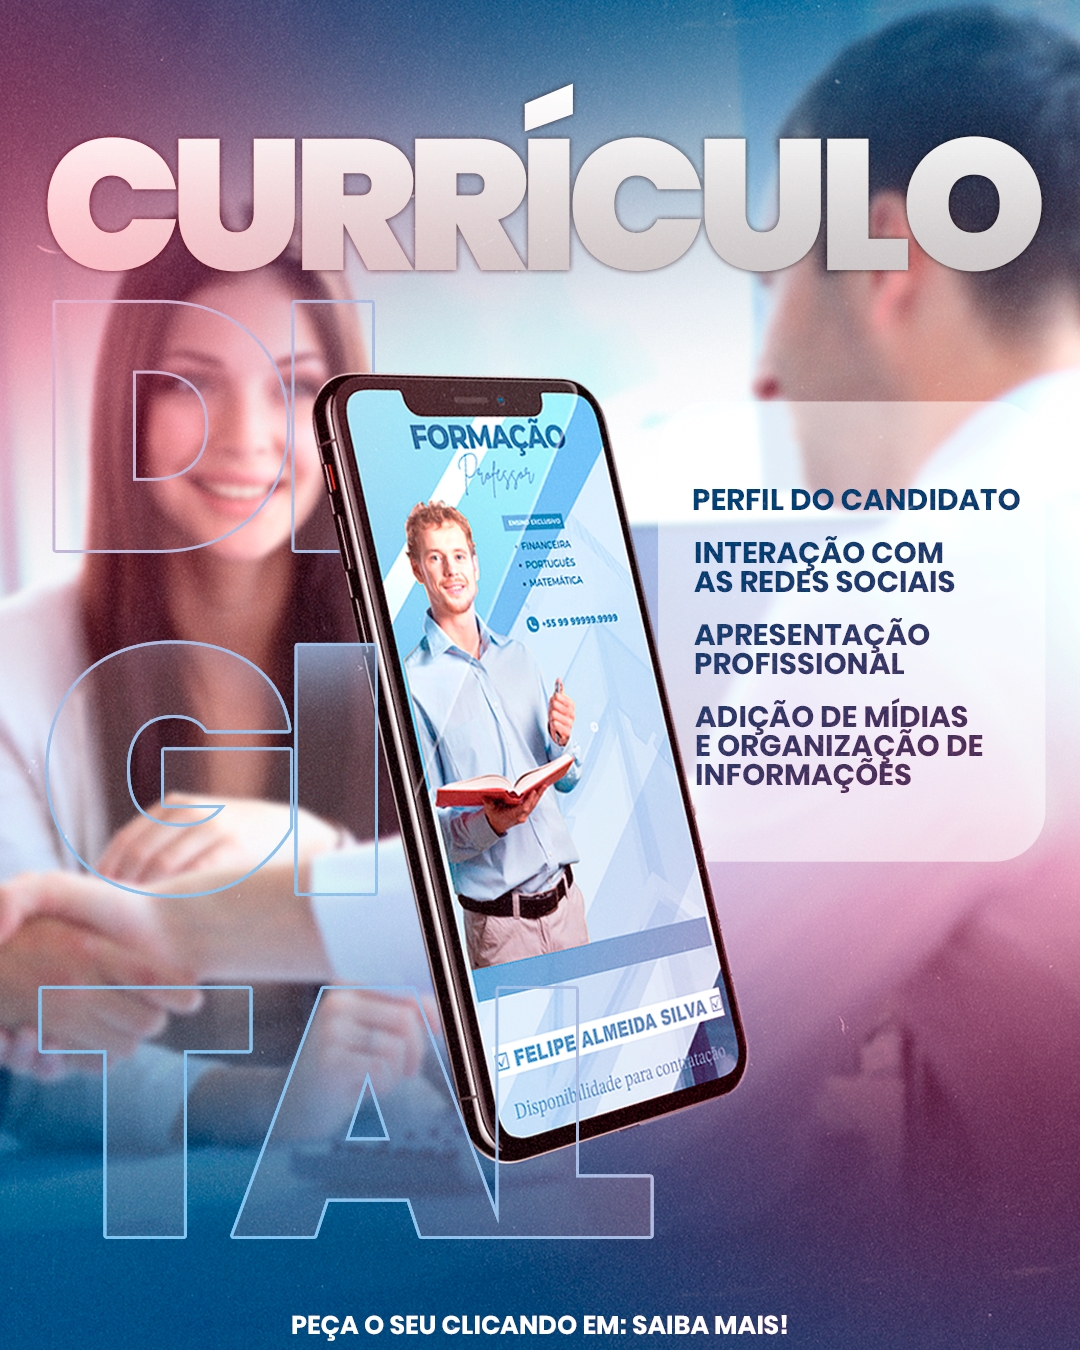 CURRÍCULO
DI
GI
TAL
FORMAÇÃO
Professor
ENSINO EXCLUSIVO
• FINANCEIRA
• PORTUGUÊS
• MATEMÁTICA
+55 99 99999.9999
☑ FELIPE ALMEIDA SILVA ☑
Disponibilidade para contratação
PERFIL DO CANDIDATO
INTERAÇÃO COM
AS REDES SOCIAIS
APRESENTAÇÃO
PROFISSIONAL
ADIÇÃO DE MÍDIAS
E ORGANIZAÇÃO DE
INFORMAÇÕES
PEÇA O SEU CLICANDO EM: SAIBA MAIS!